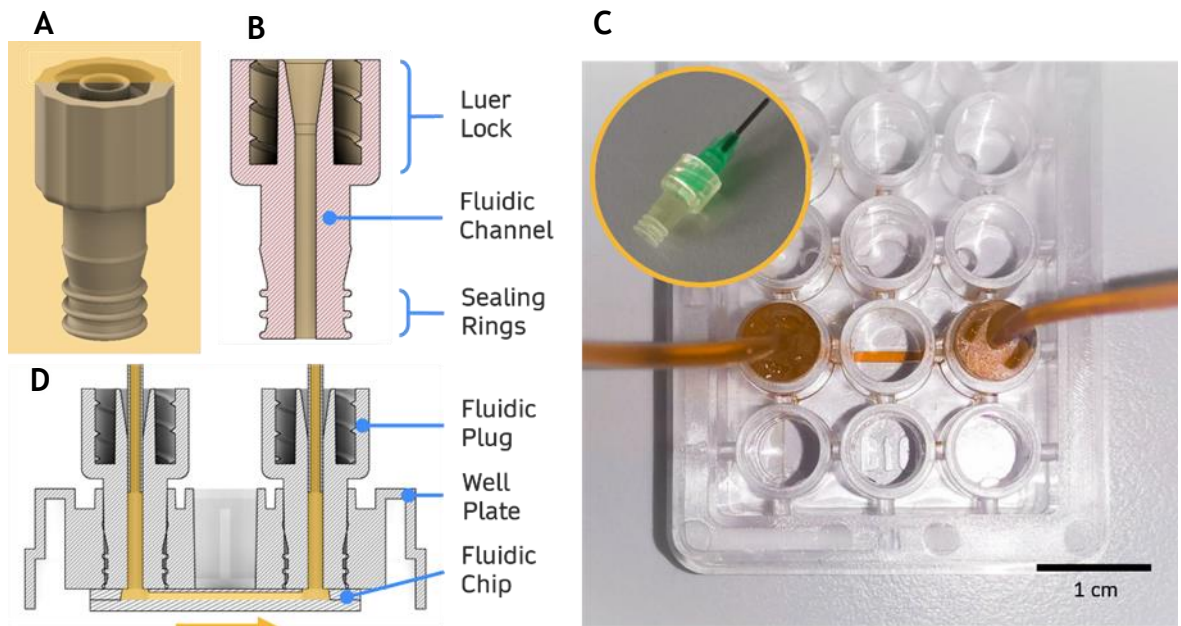 A
B
C
Luer
Lock
Fluidic
Channel
Sealing
Rings
D
Fluidic
Plug
Well
Plate
Fluidic
Chip
1 cm